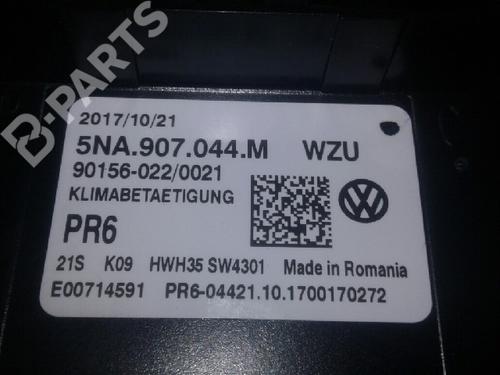 B-PARTS
2017/10/21
5NA.907.044.M WZU
90156-022/0021
KLIMABETAETIGUNG
PR6
21S K09 HWH35 SW4301 Made in Romania
E00714591 PR6-04421.10.1700170272